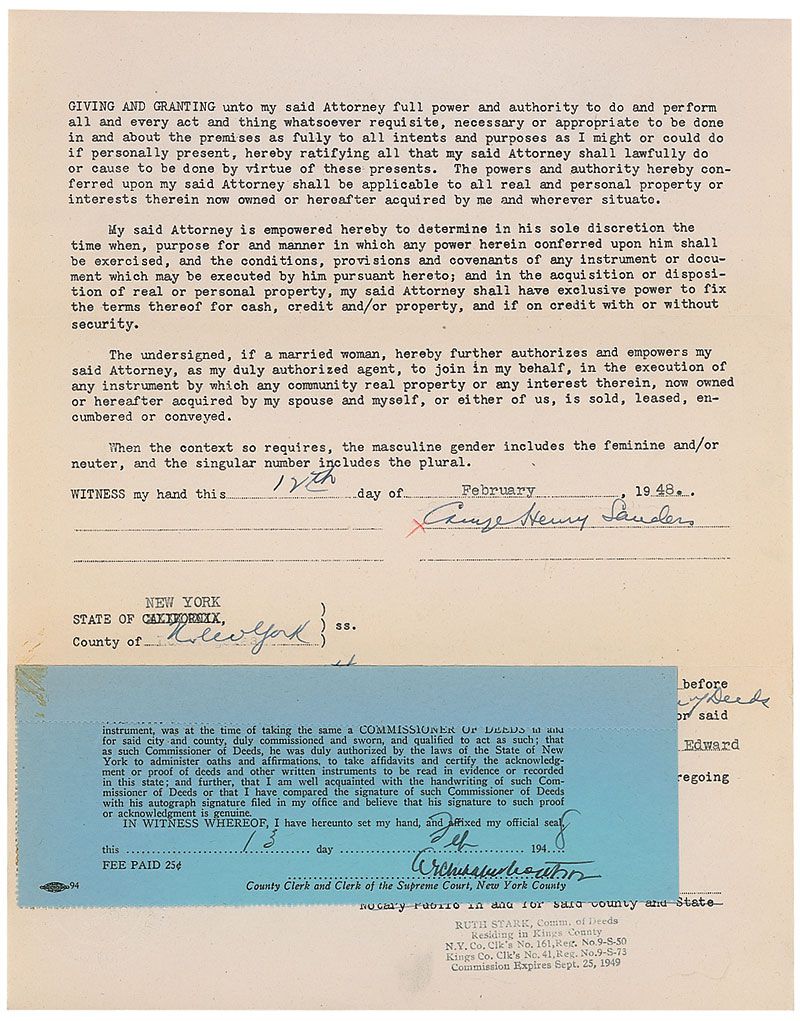 GIVING AND GRANTING unto my said Attorney full power and authority to do and perform
all and every act and thing whatsoever requisite, necessary or appropriate to be done
in and about the premises as fully to all intents and purposes as I might or could do
if personally present, hereby ratifying all that my said Attorney shall lawfully do
or cause to be done by virtue of these presents. The powers and authority hereby con-
ferred upon my said Attorney shall be applicable to all real and personal property or
interests therein now owned or hereafter acquired by me and wherever situate.
My said Attorney is empowered hereby to determine in his sole discretion the
time when, purpose for and manner in which any power herein conferred upon him shall
be exercised, and the conditions, provisions and covenants of any instrument or docu-
ment which may be executed by him pursuant hereto; and in the acquisition or disposi-
tion of real or personal property, my said Attorney shall have exclusive power to fix
the terms thereof for cash, credit and/or property, and if on credit with or without
security.
The undersigned, if a married woman, hereby further authorizes and empowers my
said Attorney, as my duly authorized agent, to join in my behalf, in the execution of
any instrument by which any community real property or any interest therein, now owned
or hereafter acquired by my spouse and myself, or either of us, is sold, leased, en-
cumbered or conveyed.
When the context so requires, the masculine gender includes the feminine and/or
neuter, and the singular number includes the plural.
WITNESS my hand this 12th day of February, 1948.
X George Henry Sanders
NEW YORK
STATE OF CALIFORNIA,
ss.
County of New York
before
y Deeds
or said
Edward
regoing
instrument, was at the time of taking the same a COMMISSIONER OF DEEDS in and
for said city and county, duly commissioned and sworn, and qualified to act as such; that
as such Commissioner of Deeds, he was duly authorized by the laws of the State of New
York to administer oaths and affirmations, to take affidavits and certify the acknowledg-
ment or proof of deeds and other written instruments to be read in evidence or recorded
in this state; and further, that I am well acquainted with the handwriting of such Com-
missioner of Deeds or that I have compared the signature of such Commissioner of Deeds
with his autograph signature filed in my office and believe that his signature to such proof
or acknowledgment is genuine.
IN WITNESS WHEREOF, I have hereunto set my hand, and affixed my official seal,
this 13 day Feb 1948
FEE PAID 25¢
County Clerk and Clerk of the Supreme Court, New York County
94
Notary Public in and for said County and State
RUTH STARK, Comm. of Deeds
Residing in Kings County
N.Y. Co. Clk's No. 161, Reg. No. 9-S-50
Kings Co. Clk's No. 41, Reg. No. 9-S-73
Commission Expires Sept. 25, 1949